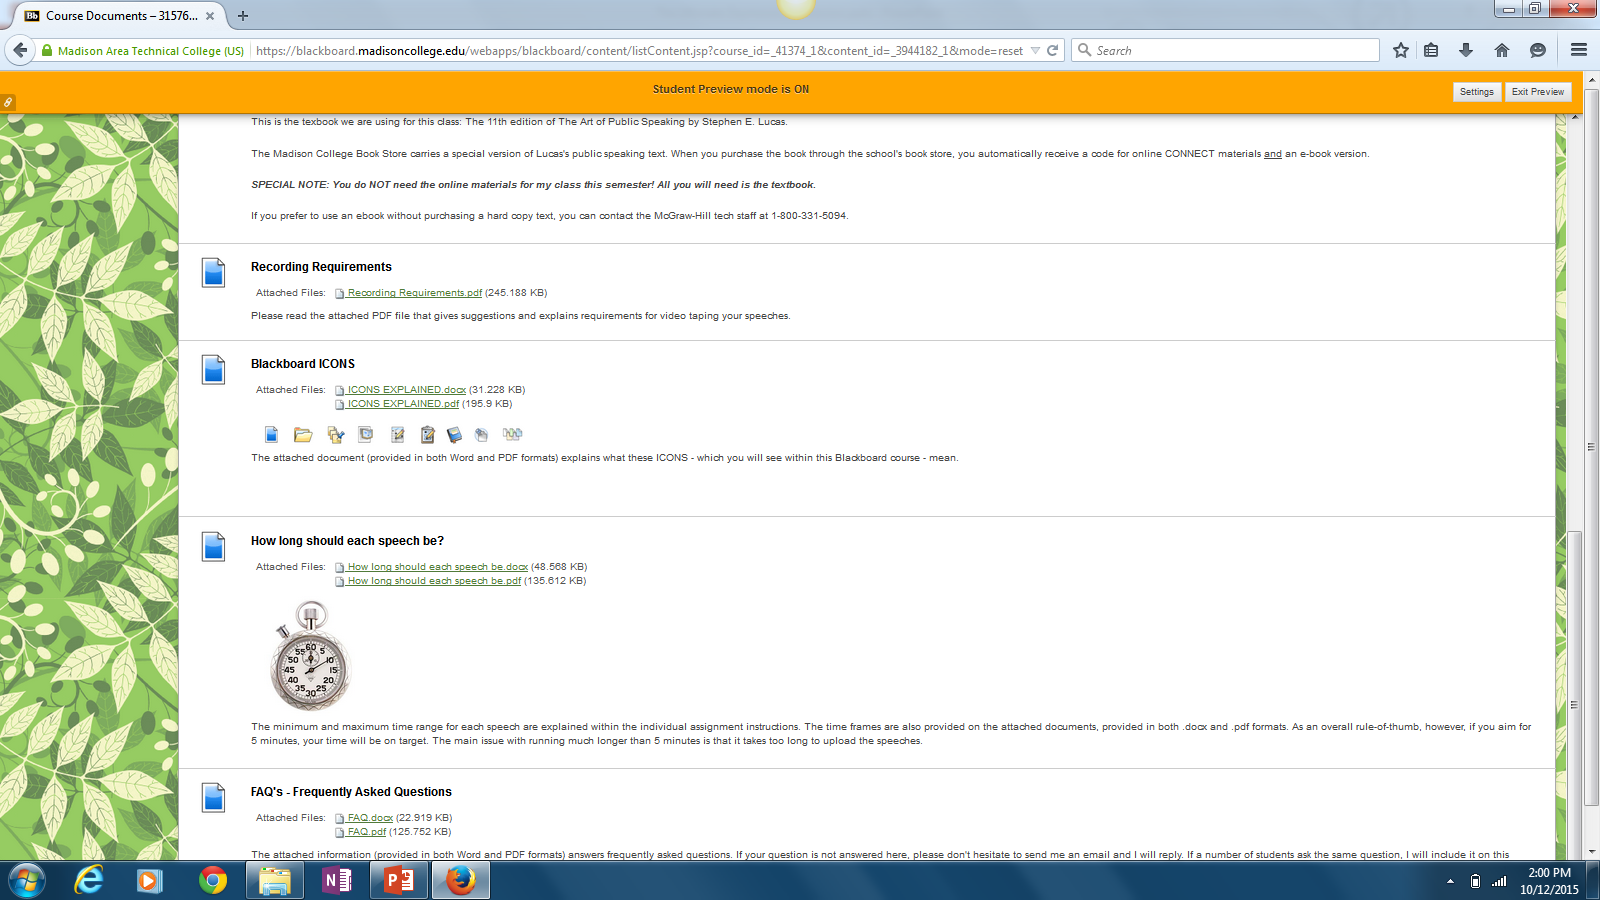 Bb Course Documents – 31576...
Madison Area Technical College (US)
https://blackboard.madisoncollege.edu/webapps/blackboard/content/listContent.jsp?course_id=_41374_1&content_id=_3944182_1&mode=reset
Search
Student Preview mode is ON
Settings
Exit Preview
This is the texbook we are using for this class: The 11th edition of The Art of Public Speaking by Stephen E. Lucas.
The Madison College Book Store carries a special version of Lucas's public speaking text. When you purchase the book through the school's book store, you automatically receive a code for online CONNECT materials and an e-book version.
SPECIAL NOTE: You do NOT need the online materials for my class this semester! All you will need is the textbook.
If you prefer to use an ebook without purchasing a hard copy text, you can contact the McGraw-Hill tech staff at 1-800-331-5094.
Recording Requirements
Attached Files: Recording Requirements.pdf (245.188 KB)
Please read the attached PDF file that gives suggestions and explains requirements for video taping your speeches.
Blackboard ICONS
Attached Files: ICONS EXPLAINED.docx (31.228 KB)
ICONS EXPLAINED.pdf (195.9 KB)
The attached document (provided in both Word and PDF formats) explains what these ICONS - which you will see within this Blackboard course - mean.
How long should each speech be?
Attached Files: How long should each speech be.docx (48.568 KB)
How long should each speech be.pdf (135.612 KB)
60
55 5
50 10
45 15
40 20
35 25
30
The minimum and maximum time range for each speech are explained within the individual assignment instructions. The time frames are also provided on the attached documents, provided in both .docx and .pdf formats. As an overall rule-of-thumb, however, if you aim for
5 minutes, your time will be on target. The main issue with running much longer than 5 minutes is that it takes too long to upload the speeches.
FAQ's - Frequently Asked Questions
Attached Files: FAQ.docx (22.919 KB)
FAQ.pdf (125.752 KB)
The attached information (provided in both Word and PDF formats) answers frequently asked questions. If your question is not answered here, please don't hesitate to send me an email and I will reply. If a number of students ask the same question, I will include it on this
2:00 PM
10/12/2015